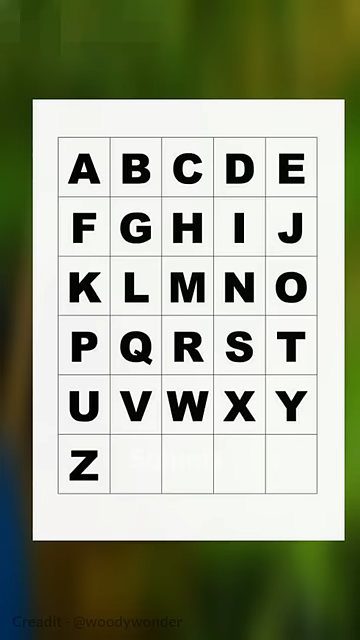 A B C D E
F G H I J
K L M N O
P Q R S T
U V W X Y
Z
Creadit - @woodywonder